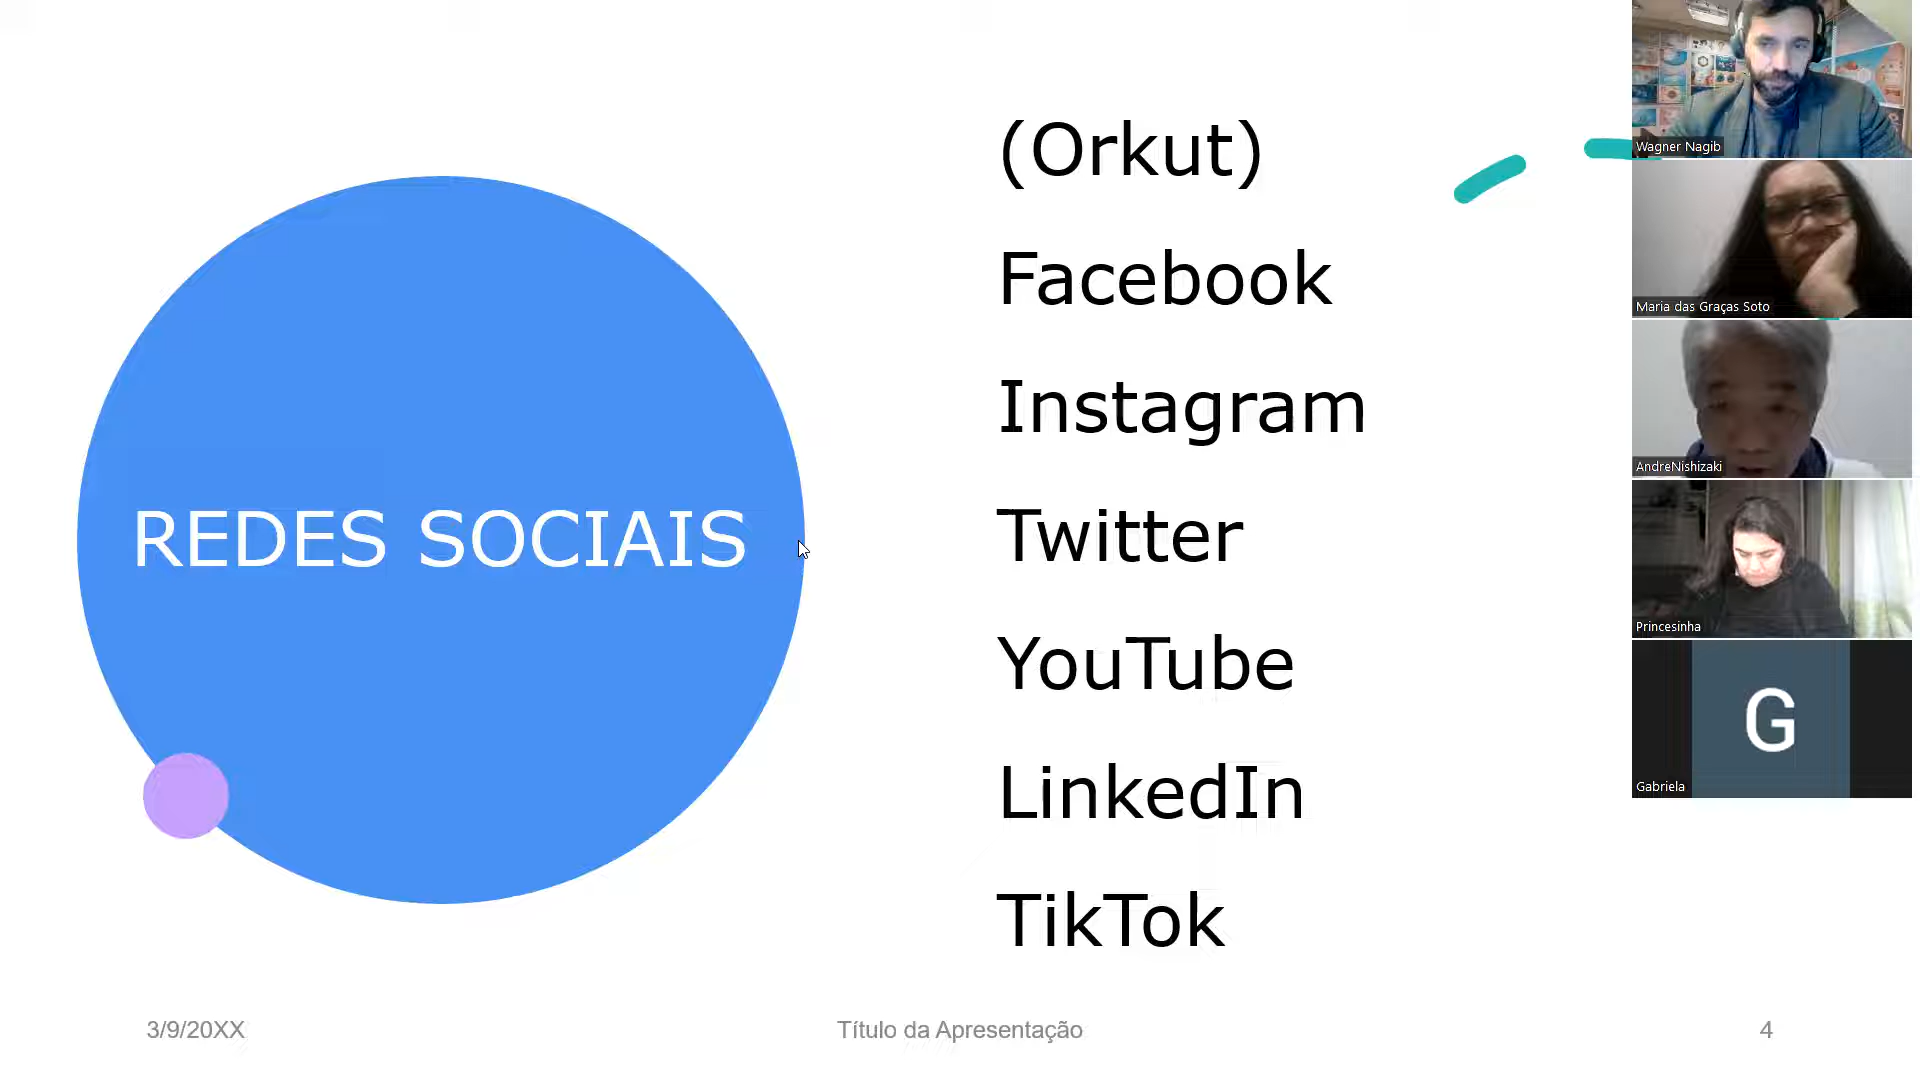 (Orkut)
Facebook
Instagram
Twitter
YouTube
LinkedIn
TikTok
REDES SOCIAIS
3/9/20XX
Título da Apresentação
4
Wagner Nagib
Maria das Graças Soto
AndreNishizaki
Princesinha
G
Gabriela